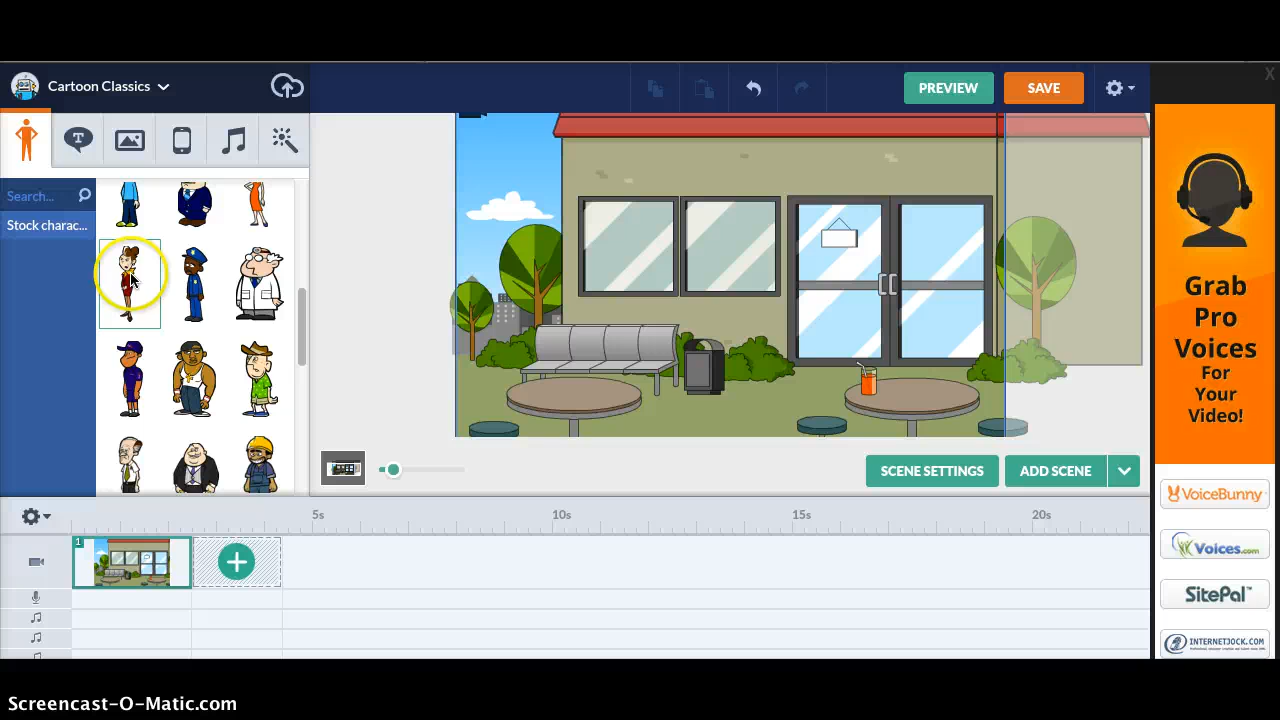 Cartoon Classics
PREVIEW
SAVE
X
T
Search...
Stock charac...
Grab
Pro
Voices
For
Your
Video!
SCENE SETTINGS
ADD SCENE
5s
10s
15s
20s
1
VoiceBunny
Voices.com
SitePal
INTERNETJOCK.COM
Screencast-O-Matic.com